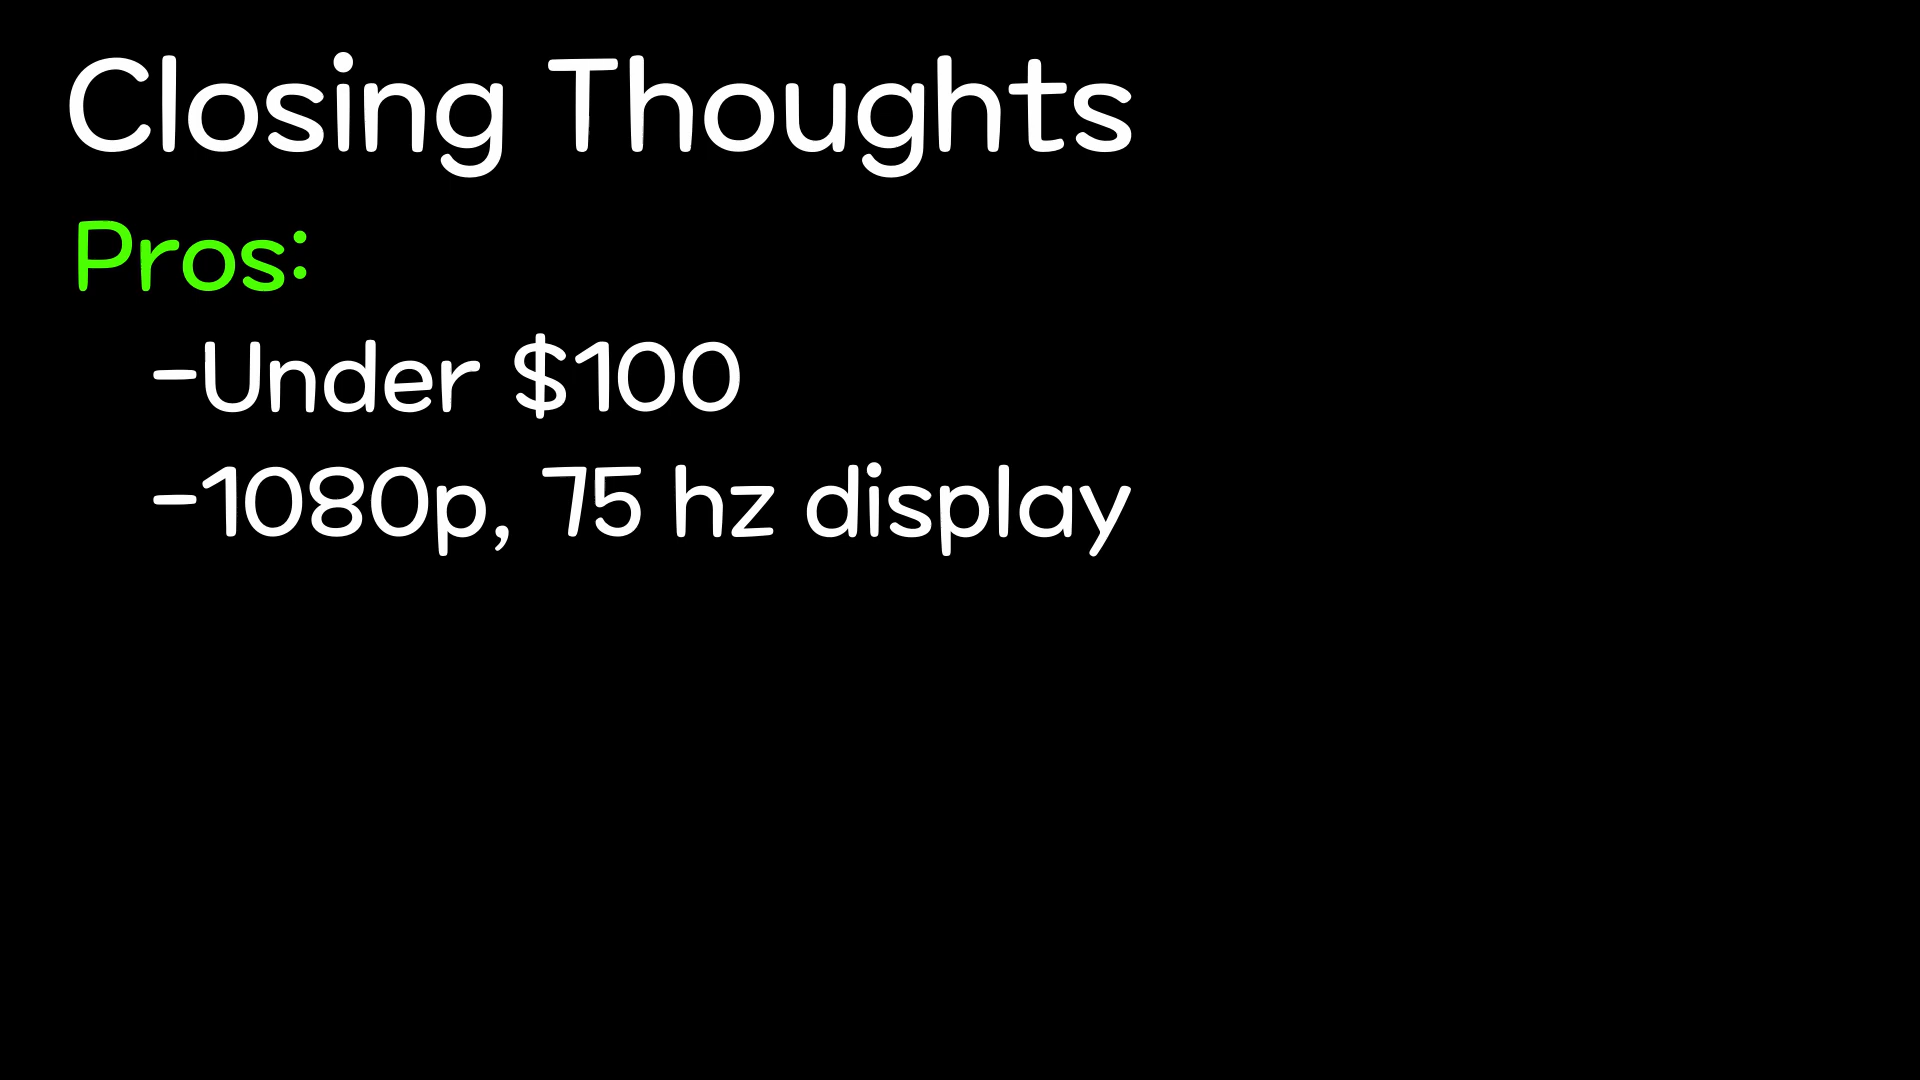 Closing Thoughts
Pros:
-Under $100
-1080p, 75 hz display